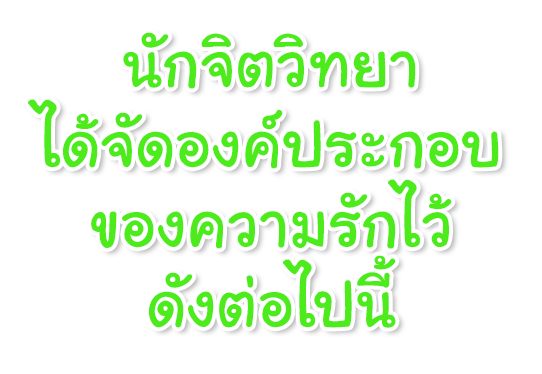 นักจิตวิทยา
ได้จัดองค์ประกอบ
ของความรักไว้
ดังต่อไปนี้